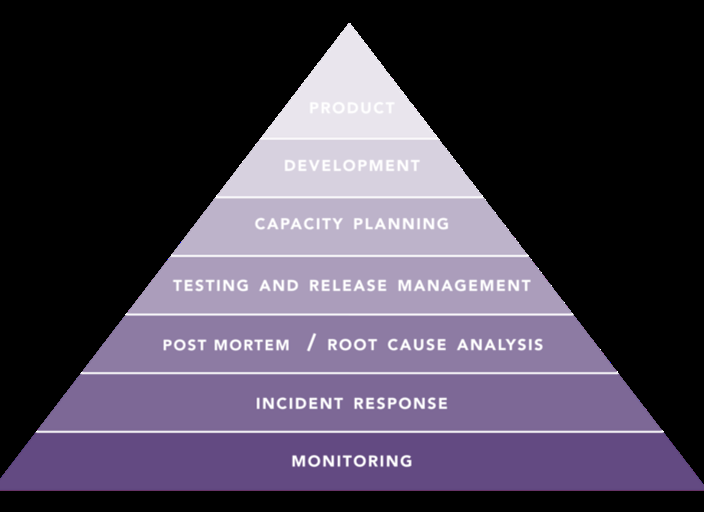 PRODUCT
DEVELOPMENT
CAPACITY PLANNING
TESTING AND RELEASE MANAGEMENT
POST MORTEM / ROOT CAUSE ANALYSIS
INCIDENT RESPONSE
MONITORING